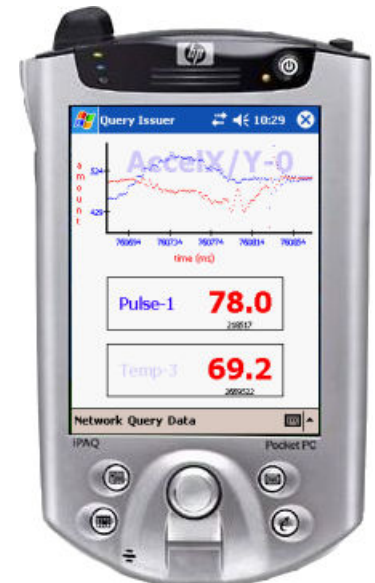 hp
Query Issuer 10:29
AccelX/Y-0
amount
524
429
760694 760734 760774 760814 760854
time (ms)
Pulse-1 78.0
218517
Temp-3 69.2
2689522
Network Query Data
iPAQ Pocket PC